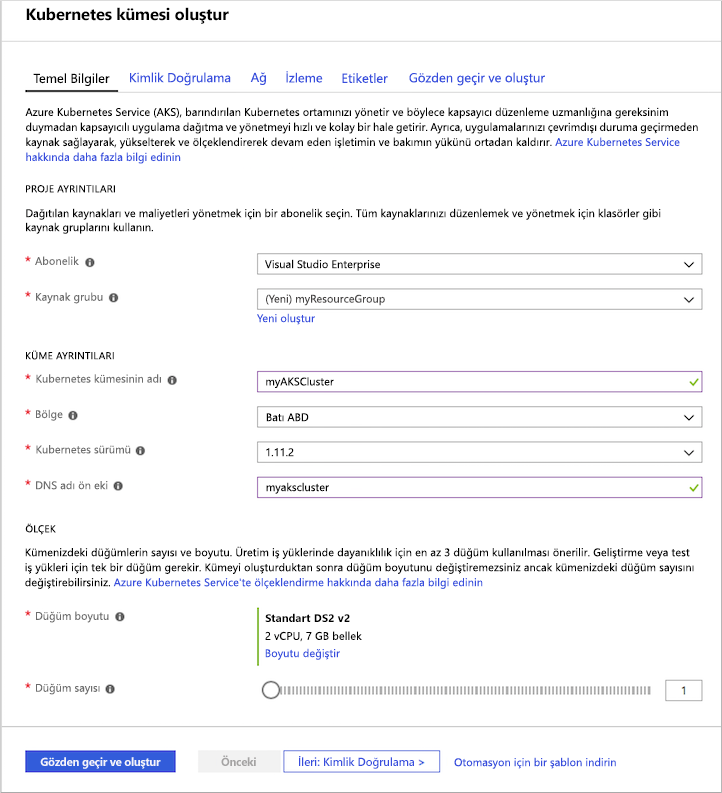 Kubernetes kümesi oluştur
Temel Bilgiler Kimlik Doğrulama Ağ İzleme Etiketler Gözden geçir ve oluştur
Azure Kubernetes Service (AKS), barındırılan Kubernetes ortamınızı yönetir ve böylece kapsayıcı düzenleme uzmanlığına gereksinim
duymadan kapsayıcılı uygulama dağıtma ve yönetmeyi hızlı ve kolay bir hale getirir. Ayrıca, uygulamalarınızı çevrimdışı duruma geçirmeden
kaynak sağlayarak, yükselterek ve ölçeklendirerek devam eden işletimin ve bakımın yükünü ortadan kaldırır. Azure Kubernetes Service
hakkında daha fazla bilgi edinin
PROJE AYRINTILARI
Dağıtılan kaynakları ve maliyetleri yönetmek için bir abonelik seçin. Tüm kaynaklarınızı düzenlemek ve yönetmek için klasörler gibi
kaynak gruplarını kullanın.
* Abonelik
Visual Studio Enterprise
* Kaynak grubu
(Yeni) myResourceGroup
Yeni oluştur
KÜME AYRINTILARI
* Kubernetes kümesinin adı
myAKSCluster
* Bölge
Batı ABD
* Kubernetes sürümü
1.11.2
* DNS adı ön eki
myakscluster
ÖLÇEK
Kümenizdeki düğümlerin sayısı ve boyutu. Üretim iş yüklerinde dayanıklılık için en az 3 düğüm kullanılması önerilir. Geliştirme veya test
iş yükleri için tek bir düğüm gerekir. Kümeyi oluşturduktan sonra düğüm boyutunu değiştiremezsiniz ancak kümenizdeki düğüm sayısını
değiştirebilirsiniz. Azure Kubernetes Service'te ölçeklendirme hakkında daha fazla bilgi edinin
* Düğüm boyutu
Standart DS2 v2
2 vCPU, 7 GB bellek
Boyutu değiştir
* Düğüm sayısı
1
Gözden geçir ve oluştur Önceki İleri: Kimlik Doğrulama > Otomasyon için bir şablon indirin